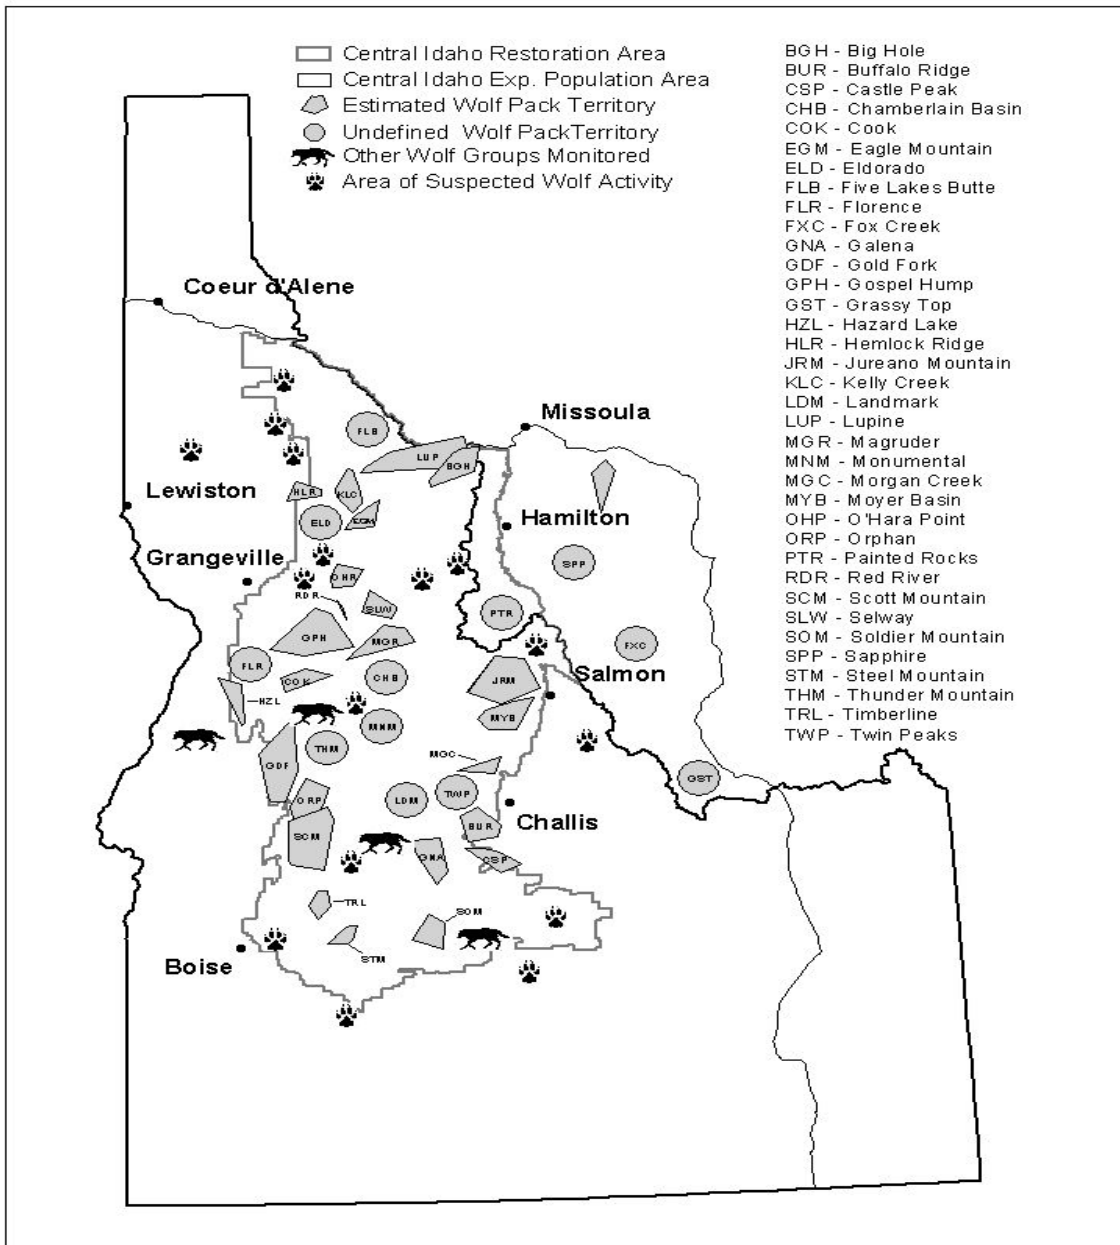 Central Idaho Restoration Area
Central Idaho Exp. Population Area
Estimated Wolf Pack Territory
Undefined Wolf Pack Territory
Other Wolf Groups Monitored
Area of Suspected Wolf Activity
BGH - Big Hole
BUR - Buffalo Ridge
CSP - Castle Peak
CHB - Chamberlain Basin
COK - Cook
EGM - Eagle Mountain
ELD - Eldorado
FLB - Five Lakes Butte
FLR - Florence
FXC - Fox Creek
GNA - Galena
GDF - Gold Fork
GPH - Gospel Hump
GST - Grassy Top
HZL - Hazard Lake
HLR - Hemlock Ridge
JRM - Jureano Mountain
KLC - Kelly Creek
LDM - Landmark
LUP - Lupine
MGR - Magruder
MNM - Monumental
MGC - Morgan Creek
MYB - Moyer Basin
OHP - O'Hara Point
ORP - Orphan
PTR - Painted Rocks
RDR - Red River
SCM - Scott Mountain
SLW - Selway
SOM - Soldier Mountain
SPP - Sapphire
STM - Steel Mountain
THM - Thunder Mountain
TRL - Timberline
TWP - Twin Peaks
Coeur d'Alene
Missoula
FLB
LUP
BGH
Lewiston
HLR
KLC
EGM
ELD
Hamilton
Grangeville
SPP
OHR
RDR
SLW
PTR
GPH
MGR
FXC
FLR
Salmon
COK
CHB
JRM
HZL
MYB
MNM
THM
MGC
GDF
GST
ORP
LDM
TWP
Challis
SCM
BUR
GNA
CSP
TRL
SOM
STM
Boise